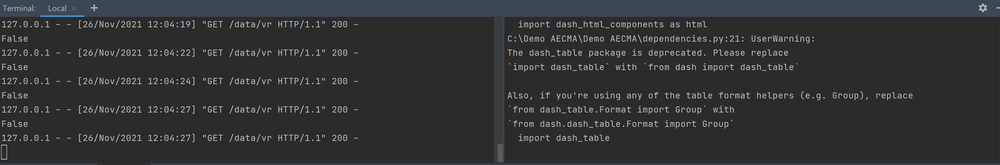 Terminal: Local
127.0.0.1 - - [26/Nov/2021 12:04:19] "GET /data/vr HTTP/1.1" 200 -
False
127.0.0.1 - - [26/Nov/2021 12:04:22] "GET /data/vr HTTP/1.1" 200 -
False
127.0.0.1 - - [26/Nov/2021 12:04:24] "GET /data/vr HTTP/1.1" 200 -
False
127.0.0.1 - - [26/Nov/2021 12:04:27] "GET /data/vr HTTP/1.1" 200 -
False
127.0.0.1 - - [26/Nov/2021 12:04:27] "GET /data/vr HTTP/1.1" 200 -
import dash_html_components as html
C:\Demo AECMA\Demo AECMA\dependencies.py:21: UserWarning:
The dash_table package is deprecated. Please replace
`import dash_table` with `from dash import dash_table`
Also, if you're using any of the table format helpers (e.g. Group), replace
`from dash_table.Format import Group` with
`from dash.dash_table.Format import Group`
import dash_table